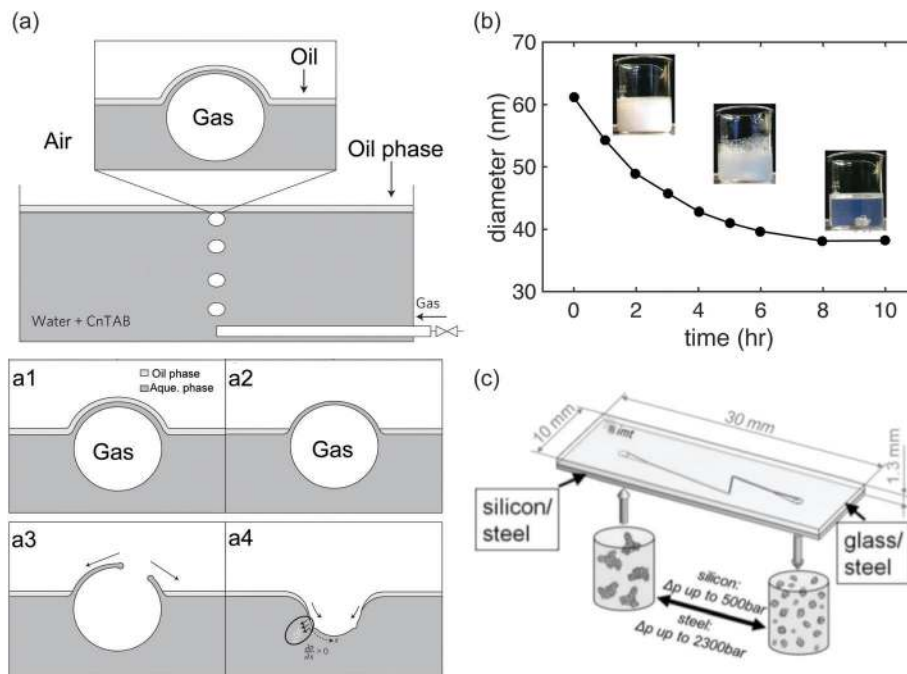 (a)
Oil
Gas
Air
Oil phase
Gas
Water + CnTAB
a1
Oil phase
Aque. phase
Gas
a2
Gas
a3
a4
(b)
70
60
50
40
30
diameter (nm)
0
2
4
6
8
10
time (hr)
(c)
10 mm
30 mm
1.3 mm
silicon/
steel
glass/
steel
silicon:
Δp up to 500bar
steel:
Δp up to 2300bar